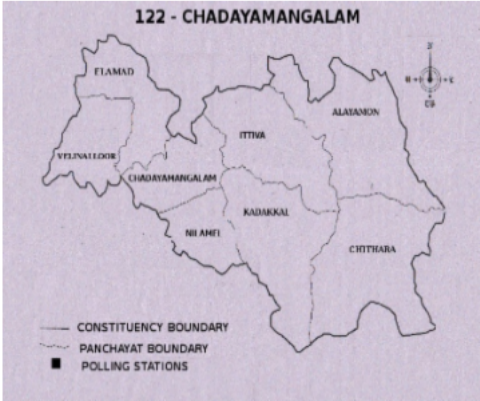 122 - CHADAYAMANGALAM
ELAMAD
ALAYAMON
ITTIVA
VELINALLOOR
CHADAYAMANGALAM
KADAKKAL
NILAMEL
CHITHARA
CONSTITUENCY BOUNDARY
PANCHAYAT BOUNDARY
POLLING STATIONS